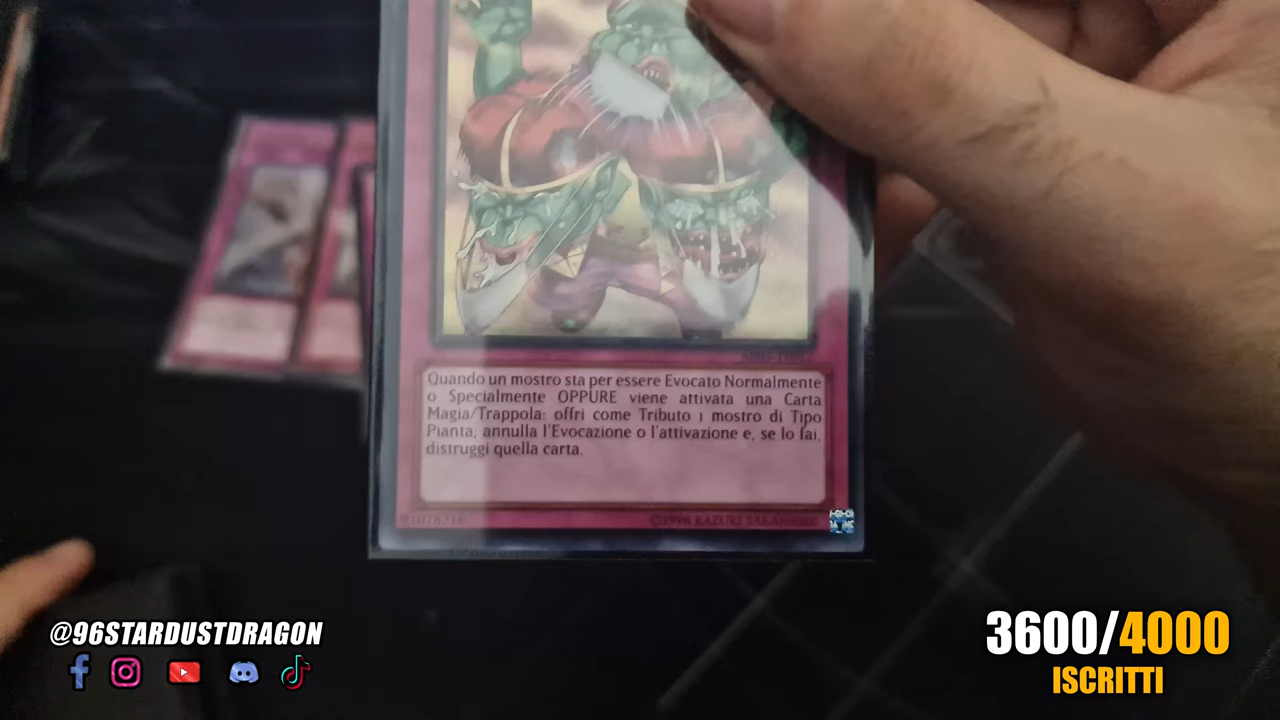 Quando un mostro sta per essere Evocato Normalmente
o Specialmente OPPURE viene attivata una Carta
Magia/Trappola: offri come Tributo 1 mostro di Tipo
Pianta; annulla l'Evocazione o l'attivazione e, se lo fai,
distruggi quella carta.
©1996 KAZUKI TAKAHASHI
@96STARDUSTDRAGON
3600/4000
ISCRITTI